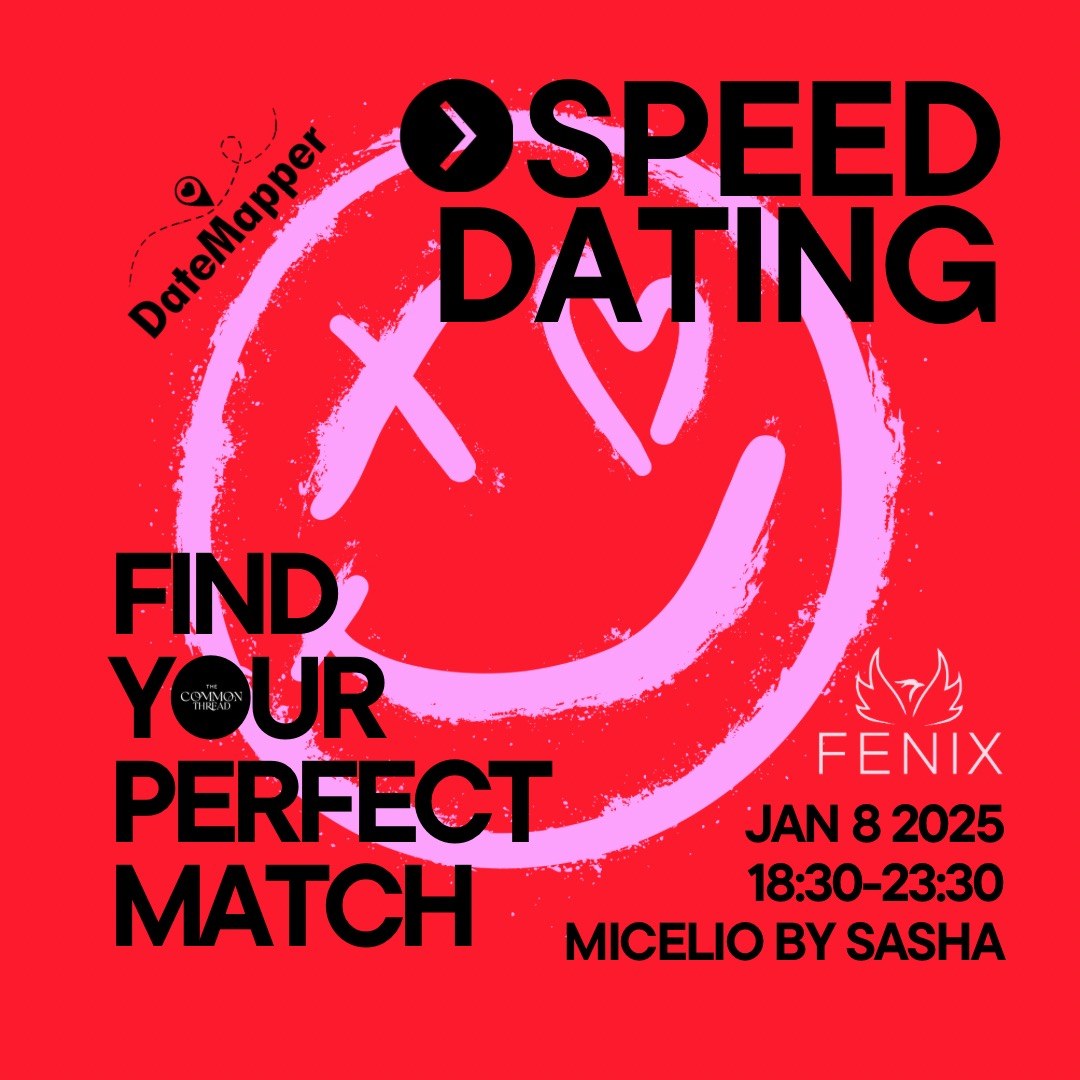 SPEED
DATING
DateMapper
FIND
YOUR
THE
COMMON
THREAD
PERFECT
MATCH
FENIX
JAN 8 2025
18:30-23:30
MICELIO BY SASHA